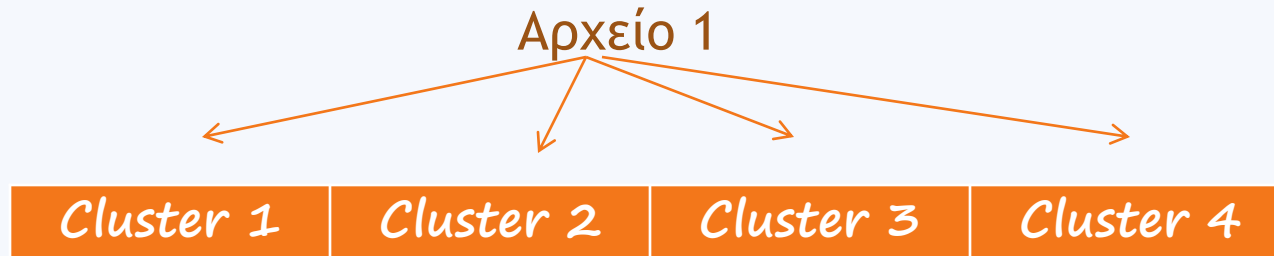 Αρχείο 1
Cluster 1 Cluster 2 Cluster 3 Cluster 4